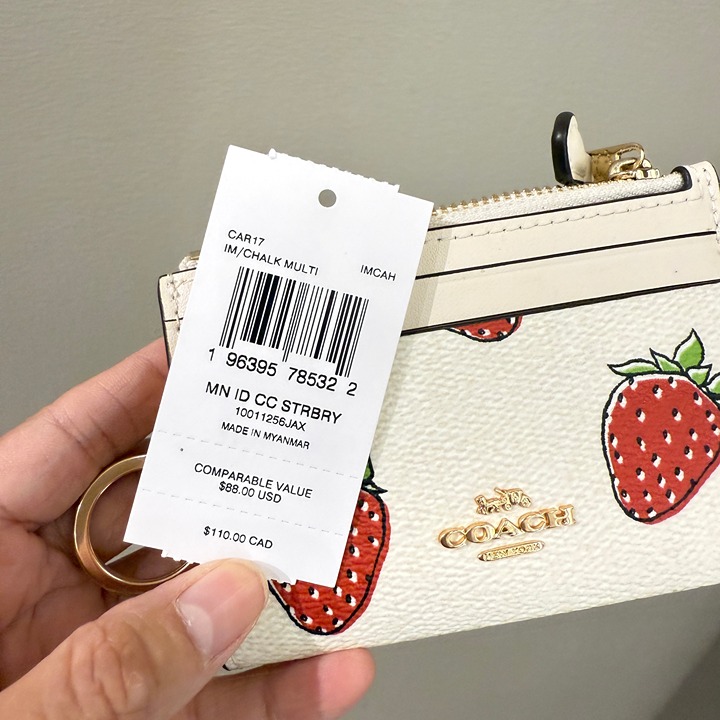 CAR17
IM/CHALK MULTI IMCAH
1 96395 78532 2
MN ID CC STRBRY
10011256JAX
MADE IN MYANMAR
COMPARABLE VALUE
$88.00 USD
$110.00 CAD
COACH
NEW YORK